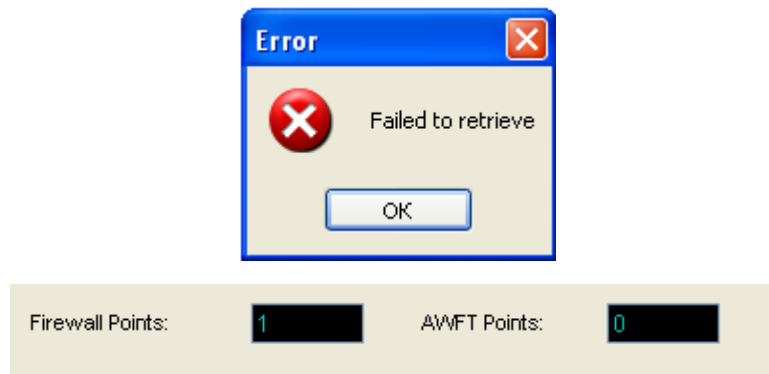 Error
Failed to retrieve
OK
Firewall Points: 1 AWFT Points: 0